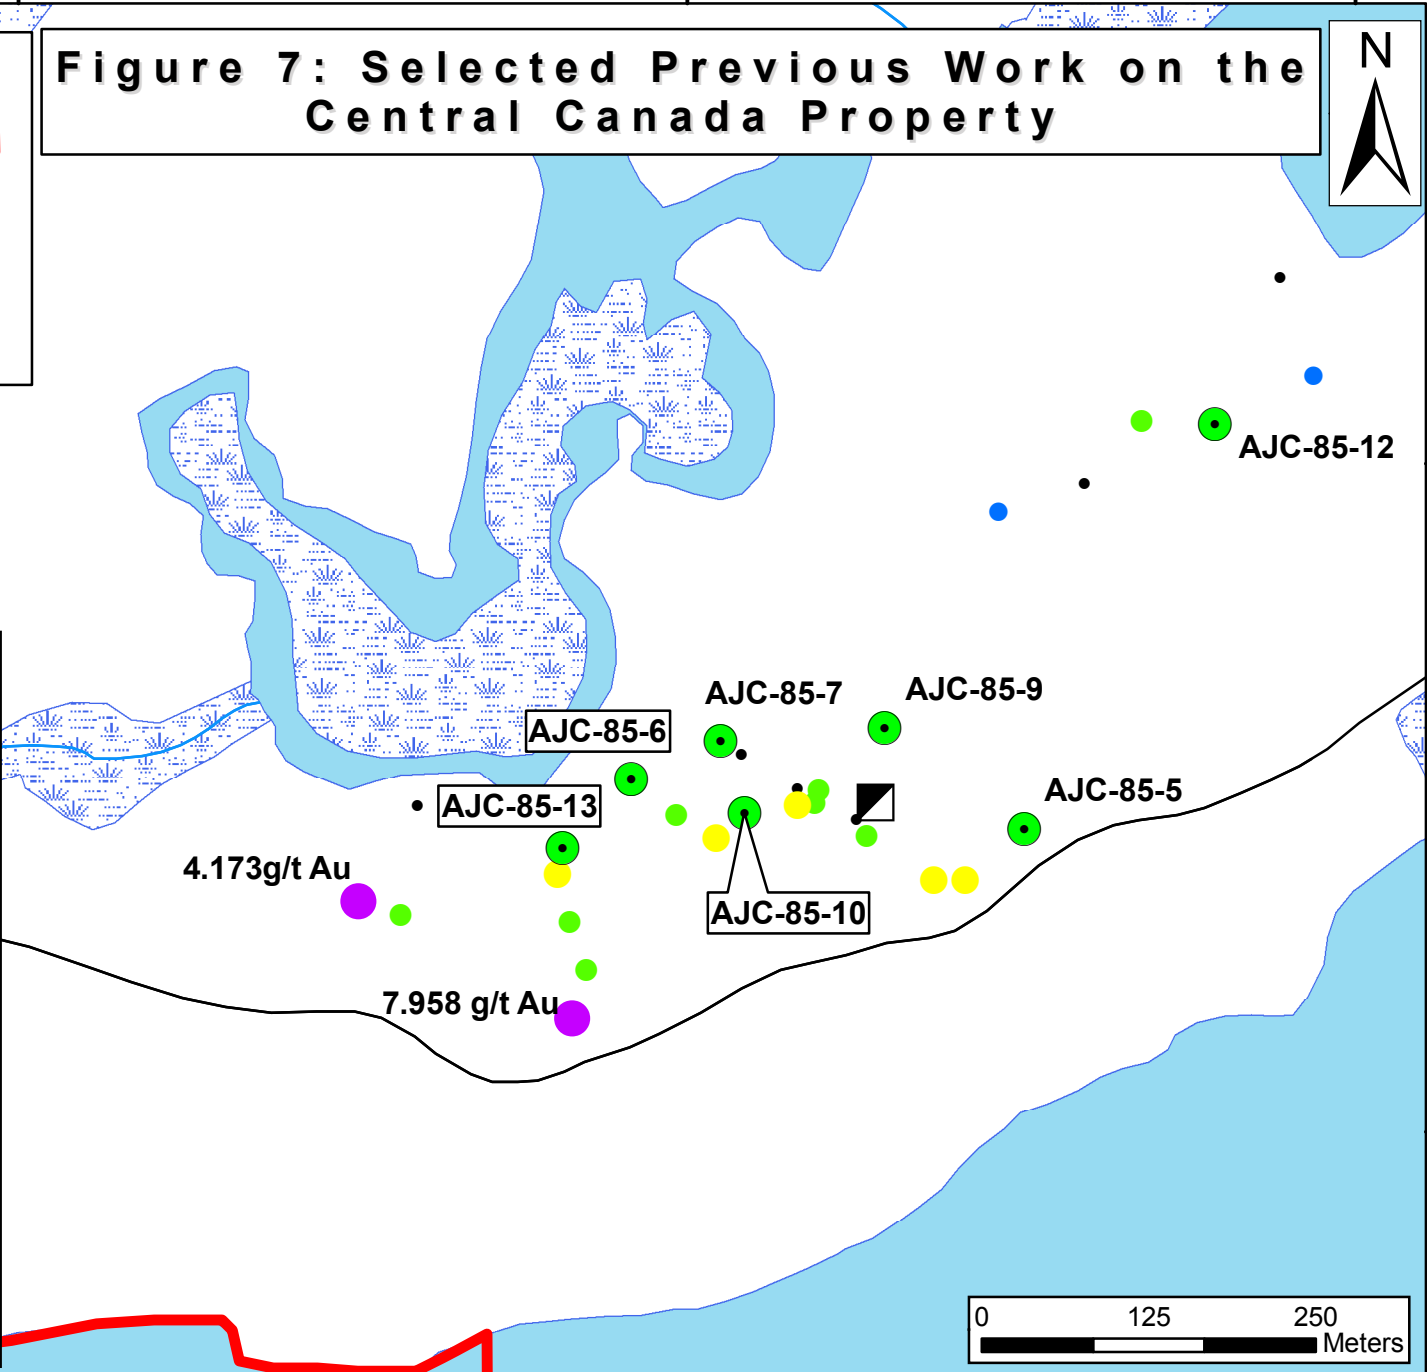 Figure 7: Selected Previous Work on the
Central Canada Property
N
AJC-85-12
AJC-85-7
AJC-85-9
AJC-85-6
AJC-85-5
AJC-85-13
4.173g/t Au
AJC-85-10
7.958 g/t Au
0 125 250
Meters